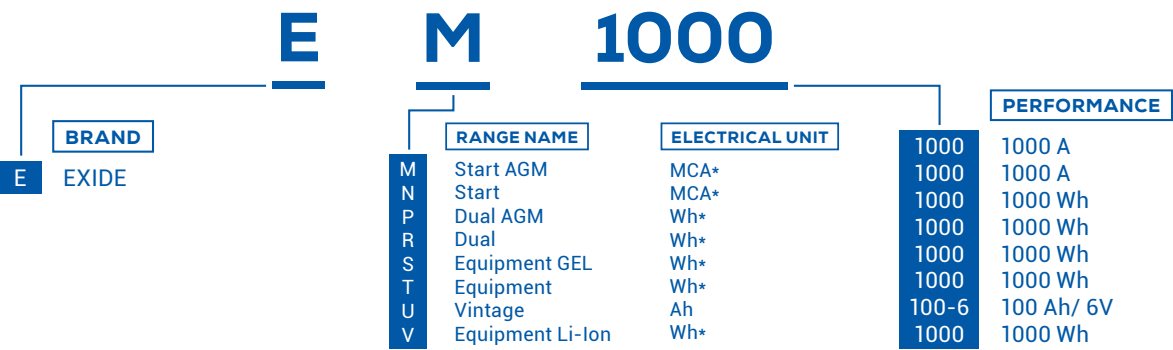 E M 1000
PERFORMANCE
BRAND RANGE NAME ELECTRICAL UNIT
E EXIDE
M Start AGM MCA* 1000 1000 A
N Start MCA* 1000 1000 A
P Dual AGM Wh* 1000 1000 Wh
R Dual Wh* 1000 1000 Wh
S Equipment GEL Wh* 1000 1000 Wh
T Equipment Wh* 1000 1000 Wh
U Vintage Ah 100-6 100 Ah/ 6V
V Equipment Li-Ion Wh* 1000 1000 Wh